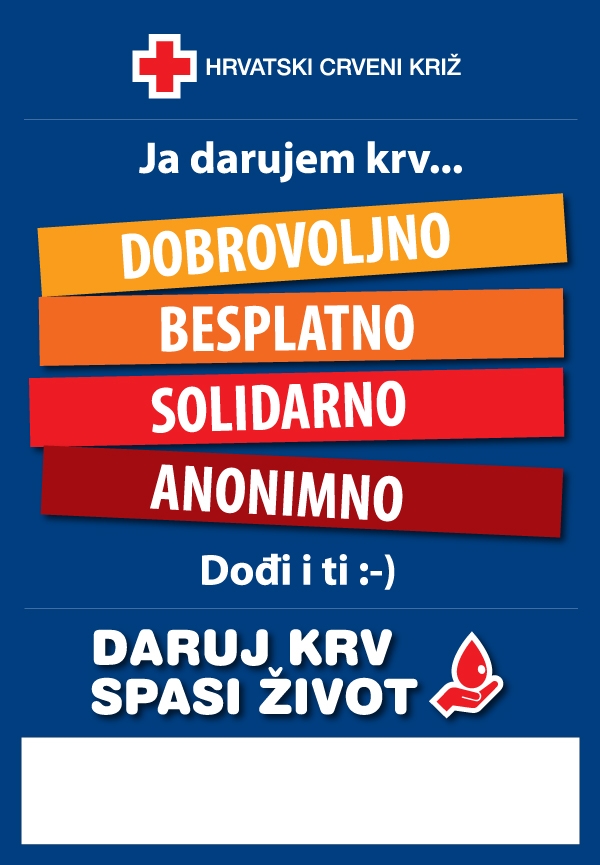 HRVATSKI CRVENI KRIŽ
Ja darujem krv...
DOBROVOLJNO
BESPLATNO
SOLIDARNO
ANONIMNO
Dođi i ti :-)
DARUJ KRV
SPASI ŽIVOT